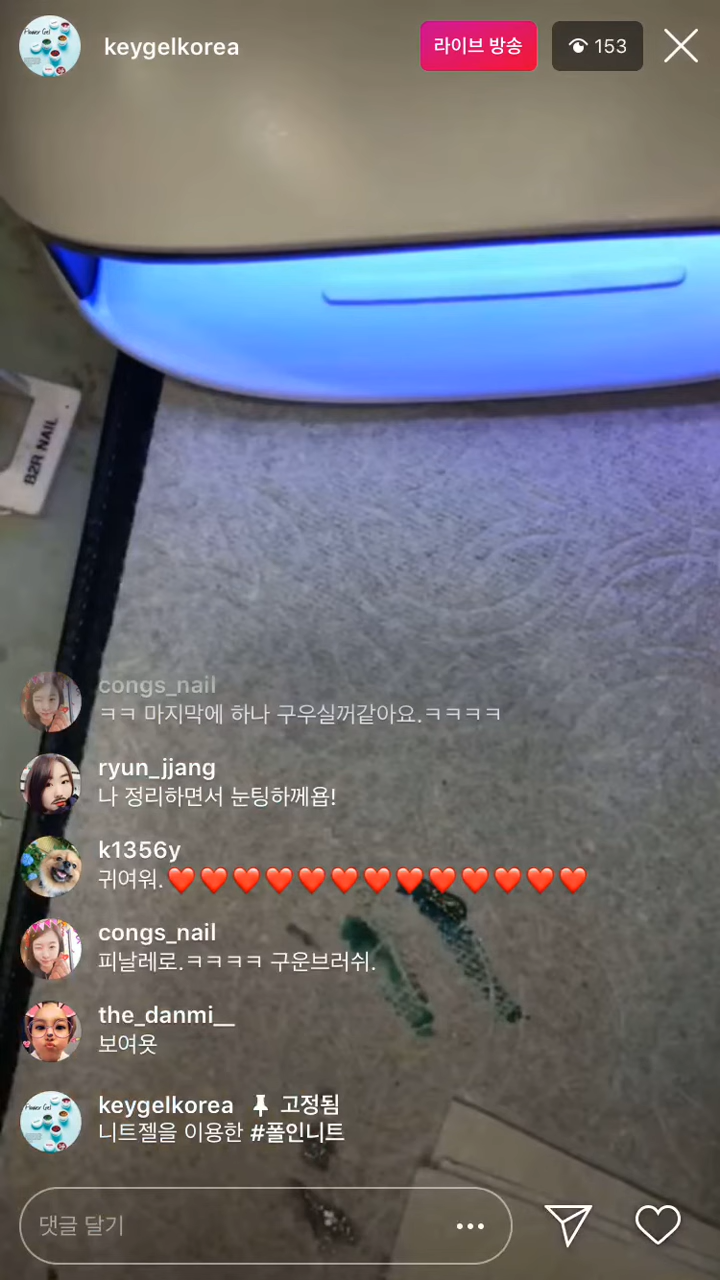 keygelkorea
라이브 방송
153
B2R NAIL
congs_nail
ㅋㅋ 마지막에 하나 구우실꺼같아요.ㅋㅋㅋㅋ
ryun_jjang
나 정리하면서 눈팅하께욥!
k1356y
귀여워.❤️❤️❤️❤️❤️❤️❤️❤️❤️❤️❤️❤️❤️
congs_nail
피날레로.ㅋㅋㅋㅋ 구운브러쉬.
the_danmi__
보여욧
keygelkorea 고정됨
니트젤을 이용한 #폴인니트
댓글 달기